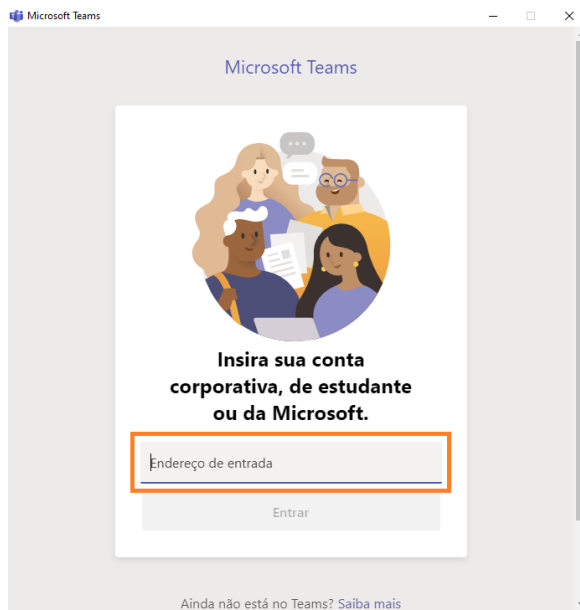 Microsoft Teams
Microsoft Teams
Insira sua conta
corporativa, de estudante
ou da Microsoft.
Endereço de entrada
Entrar
Ainda não está no Teams? Saiba mais